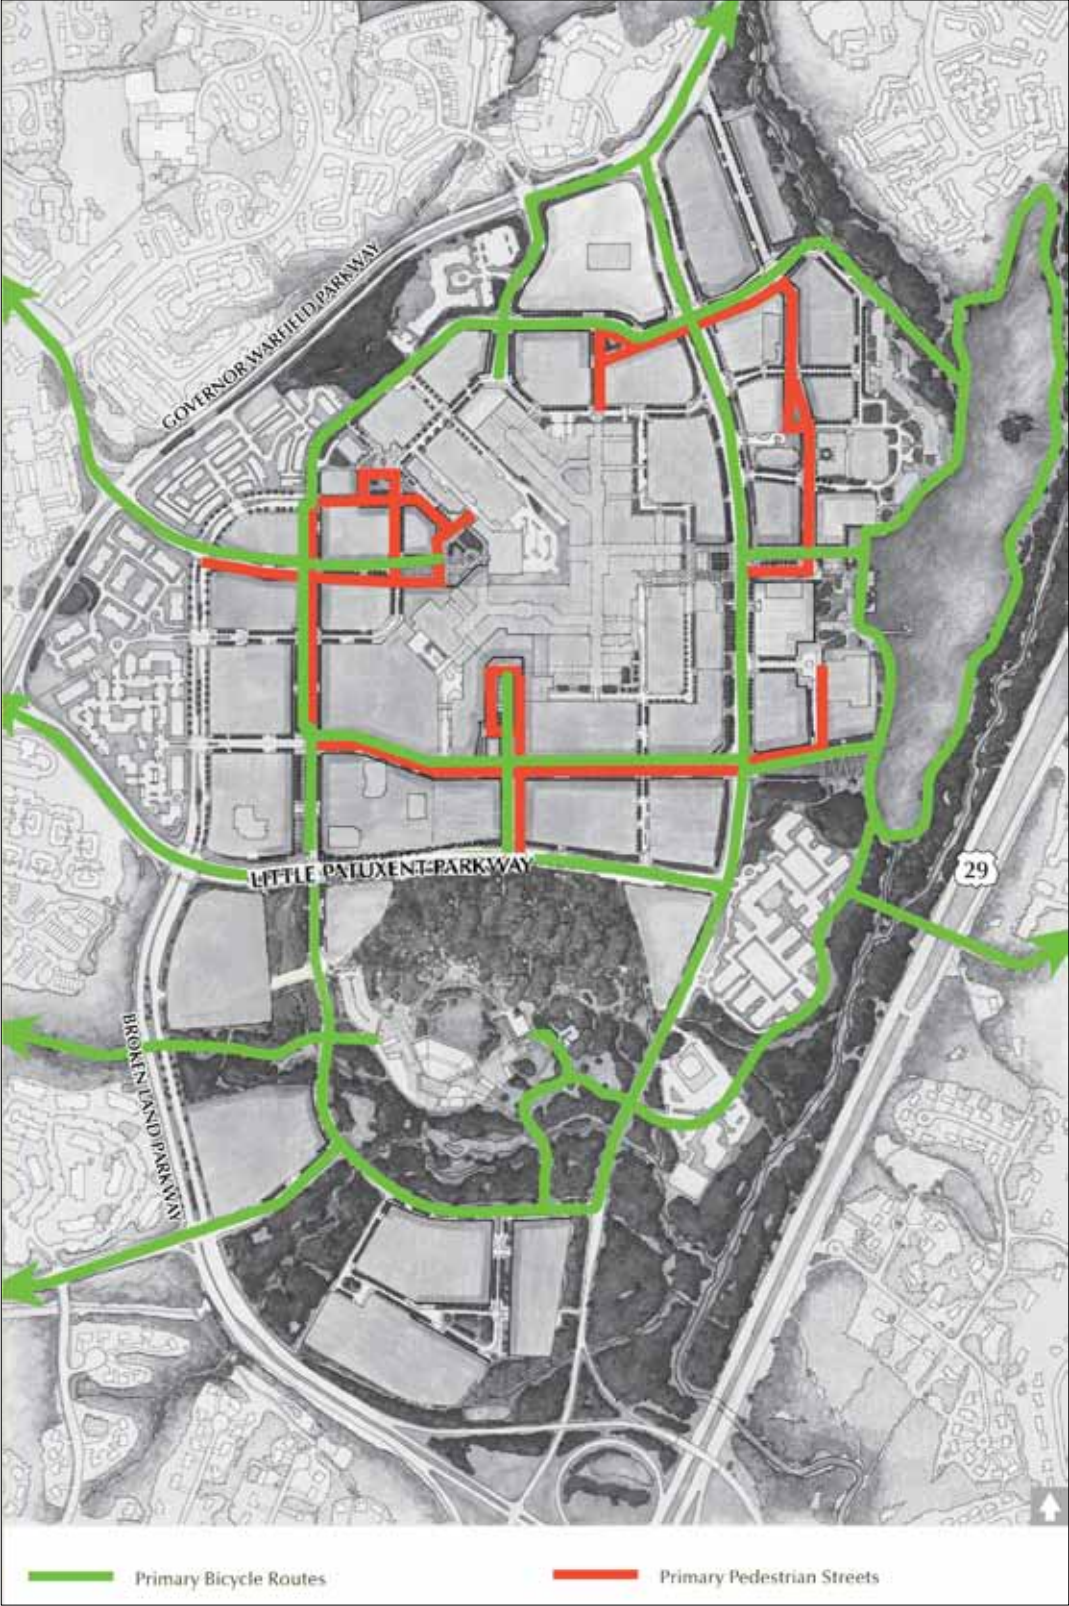 GOVERNOR WARFIELD PARKWAY
LITTLE PATUXENT PARKWAY
29
BROKEN LAND PARKWAY
Primary Bicycle Routes
Primary Pedestrian Streets